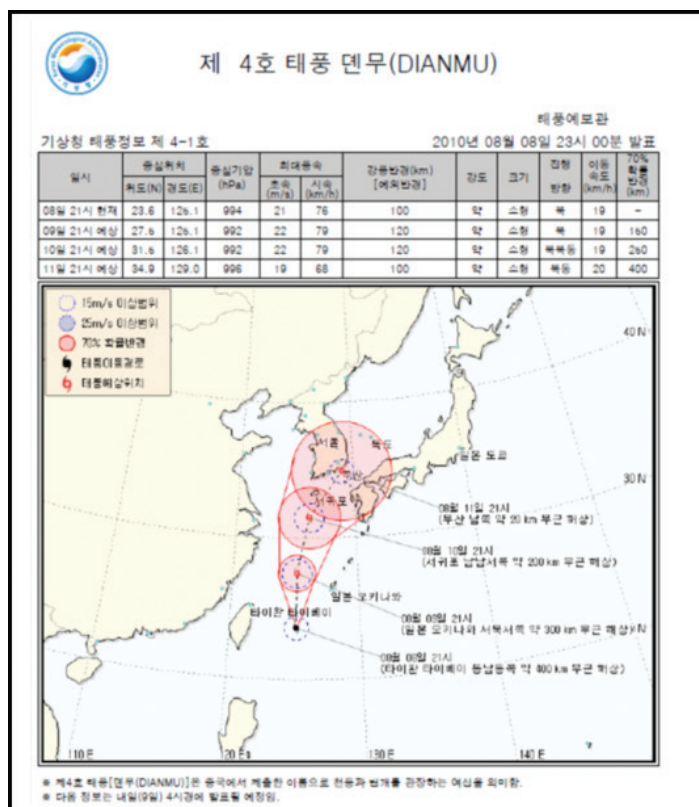 제 4호 태풍 뎬무(DIANMU)
태풍예보관
기상청 태풍정보 제 4-1호 2010년 08월 08일 23시 00분 발표
일시 중심위치 중심기압 (hPa) 최대풍속 강풍반경(km) [예외반경] 강도 크기 진행 방향 이동 속도 (km/h) 70% 확률 반경 (km)
위도(N) 경도(E) 초속 (m/s) 시속 (km/h)
08일 21시 현재 23.6 126.1 994 21 76 100 약 소형 북 19 -
09일 21시 예상 27.6 126.1 992 22 79 120 약 소형 북 19 160
10일 21시 예상 31.6 126.1 992 22 79 120 약 소형 북북동 19 260
11일 21시 예상 34.9 129.0 996 19 68 100 약 소형 북동 20 400
15m/s 이상범위
25m/s 이상범위
70% 확률반경
태풍이동경로
태풍예상위치
40 N
서울
독도
부산
일본 도쿄
서귀포
30 N
08월 11일 21시
(부산 남쪽 약 20 km 부근 해상)
08월 10일 21시
(서귀포 남남서쪽 약 200 km 부근 해상)
일본 오키나와
타이완 타이베이
08월 09일 21시
(일본 오키나와 서북서쪽 약 300 km 부근 해상)
08월 08일 21시
(타이완 타이베이 동남동쪽 약 400 km 부근 해상)
110 E
120 E
130 E
140 E
※ 제4호 태풍[뎬무(DIANMU)]은 중국에서 제출한 이름으로 천둥과 번개를 관장하는 여신을 의미함.
※ 다음 정보는 내일(9일) 4시경에 발표될 예정임.